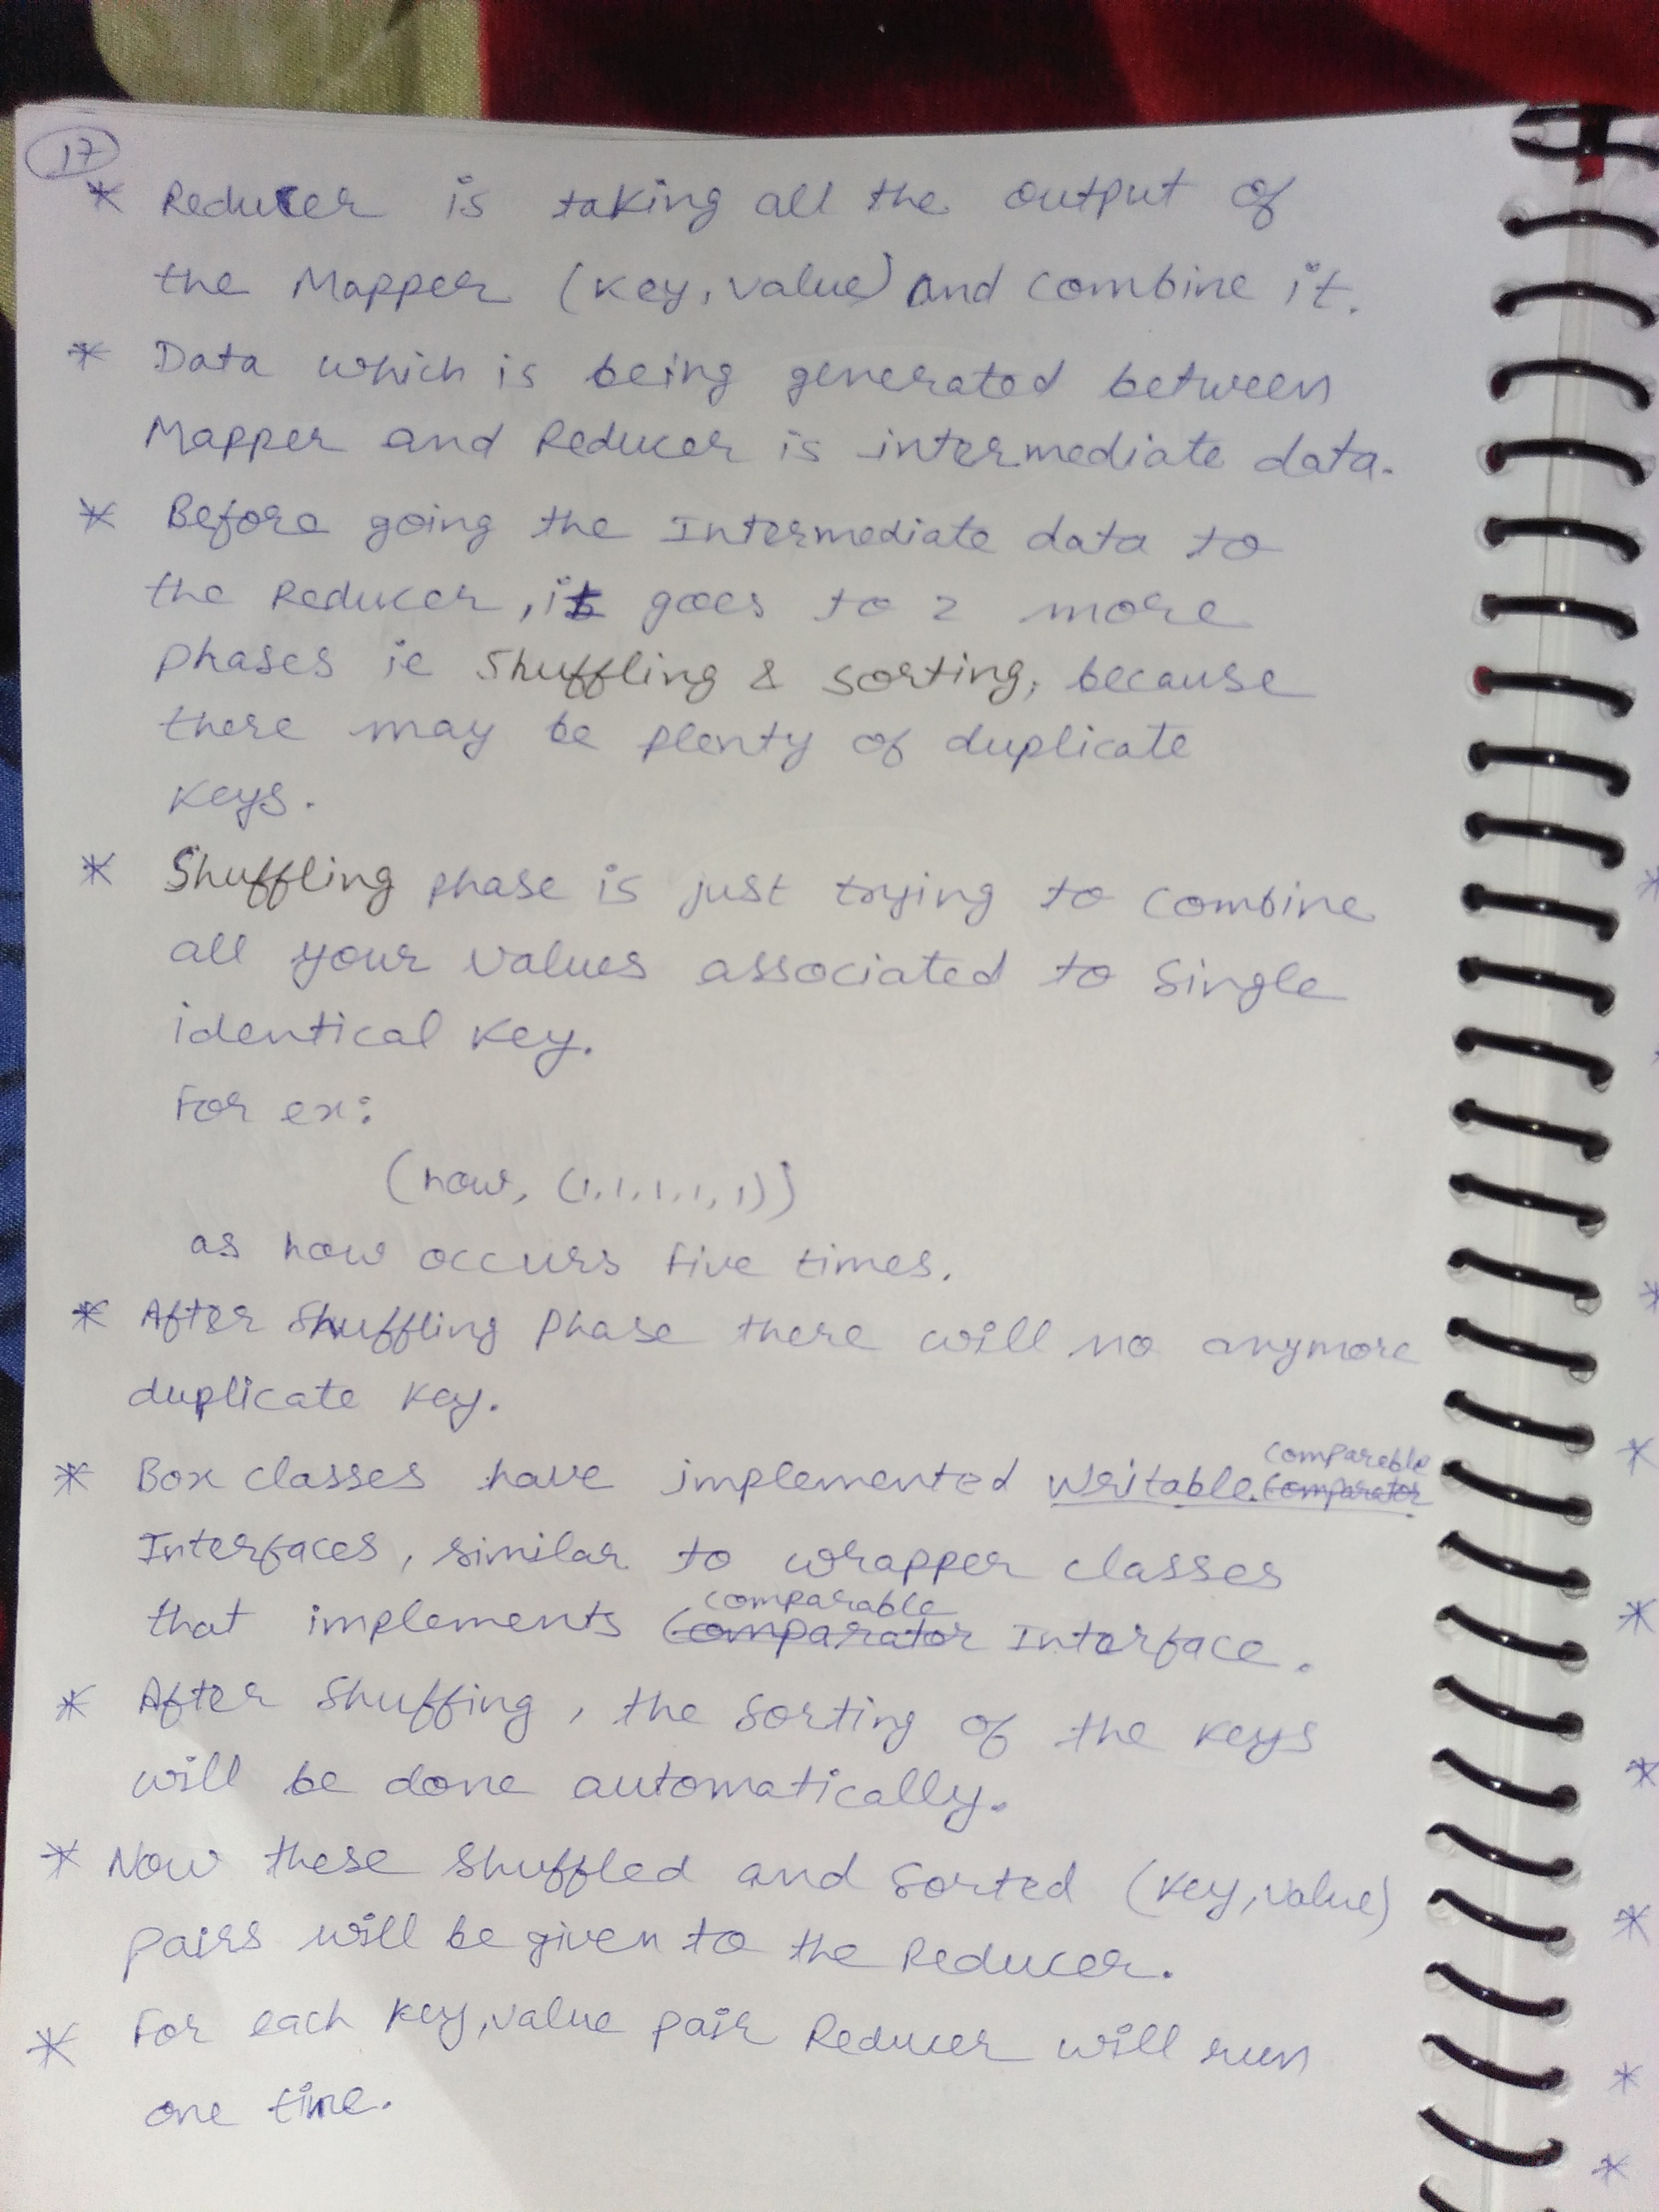 17
* Reducer is taking all the output of
the Mapper (key, value) and combine it.
* Data which is being generated between
Mapper and Reducer is intermediate data.
* Before going the Intermediate data to
the Reducer, it goes to 2 more
phases ie Shuffling & sorting, because
there may be plenty of duplicate
keys.
* Shuffling phase is just trying to combine
all your values associated to single
identical key.
For ex:
(how, (1,1,1,1,1))
as how occurs five times.
* After Shuffling Phase there will no anymore
duplicate key.
comparable
* Box classes have implemented Writable Comparator
Interfaces, similar to wrapper classes
comparable
that implements Comparator Interface.
* After Shuffing, the sorting of the keys
will be done automatically.
* Now these shuffled and sorted (key, value)
pairs will be given to the Reducer.
* For each key, value pair Reducer will run
one time.